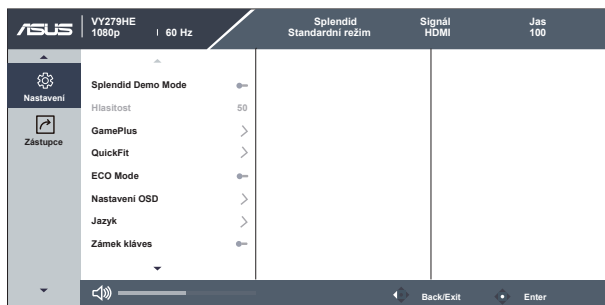 ASUS
VY279HE
1080p
60 Hz
Splendid
Standardní režim
Signál
HDMI
Jas
100
Nastavení
Zástupce
Splendid Demo Mode
Hlasitost 50
GamePlus
QuickFit
ECO Mode
Nastavení OSD
Jazyk
Zámek kláves
Back/Exit
Enter